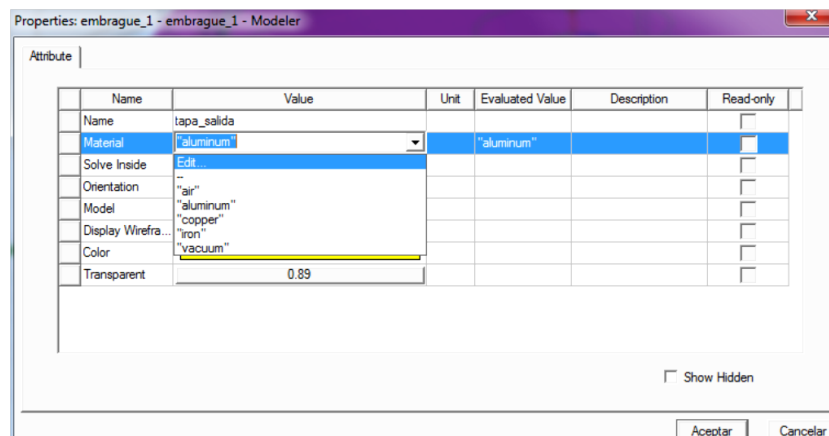 Properties: embrague_1 - embrague_1 - Modeler
Attribute
Name Value Unit Evaluated Value Description Read-only
Name tapa_salida
Material "aluminum" "aluminum"
Solve Inside Edit...
--
Orientation "air"
"aluminum"
Model "copper"
Display Wirefra... "iron"
Color "vacuum"
Transparent 0.89
Show Hidden
Aceptar Cancelar